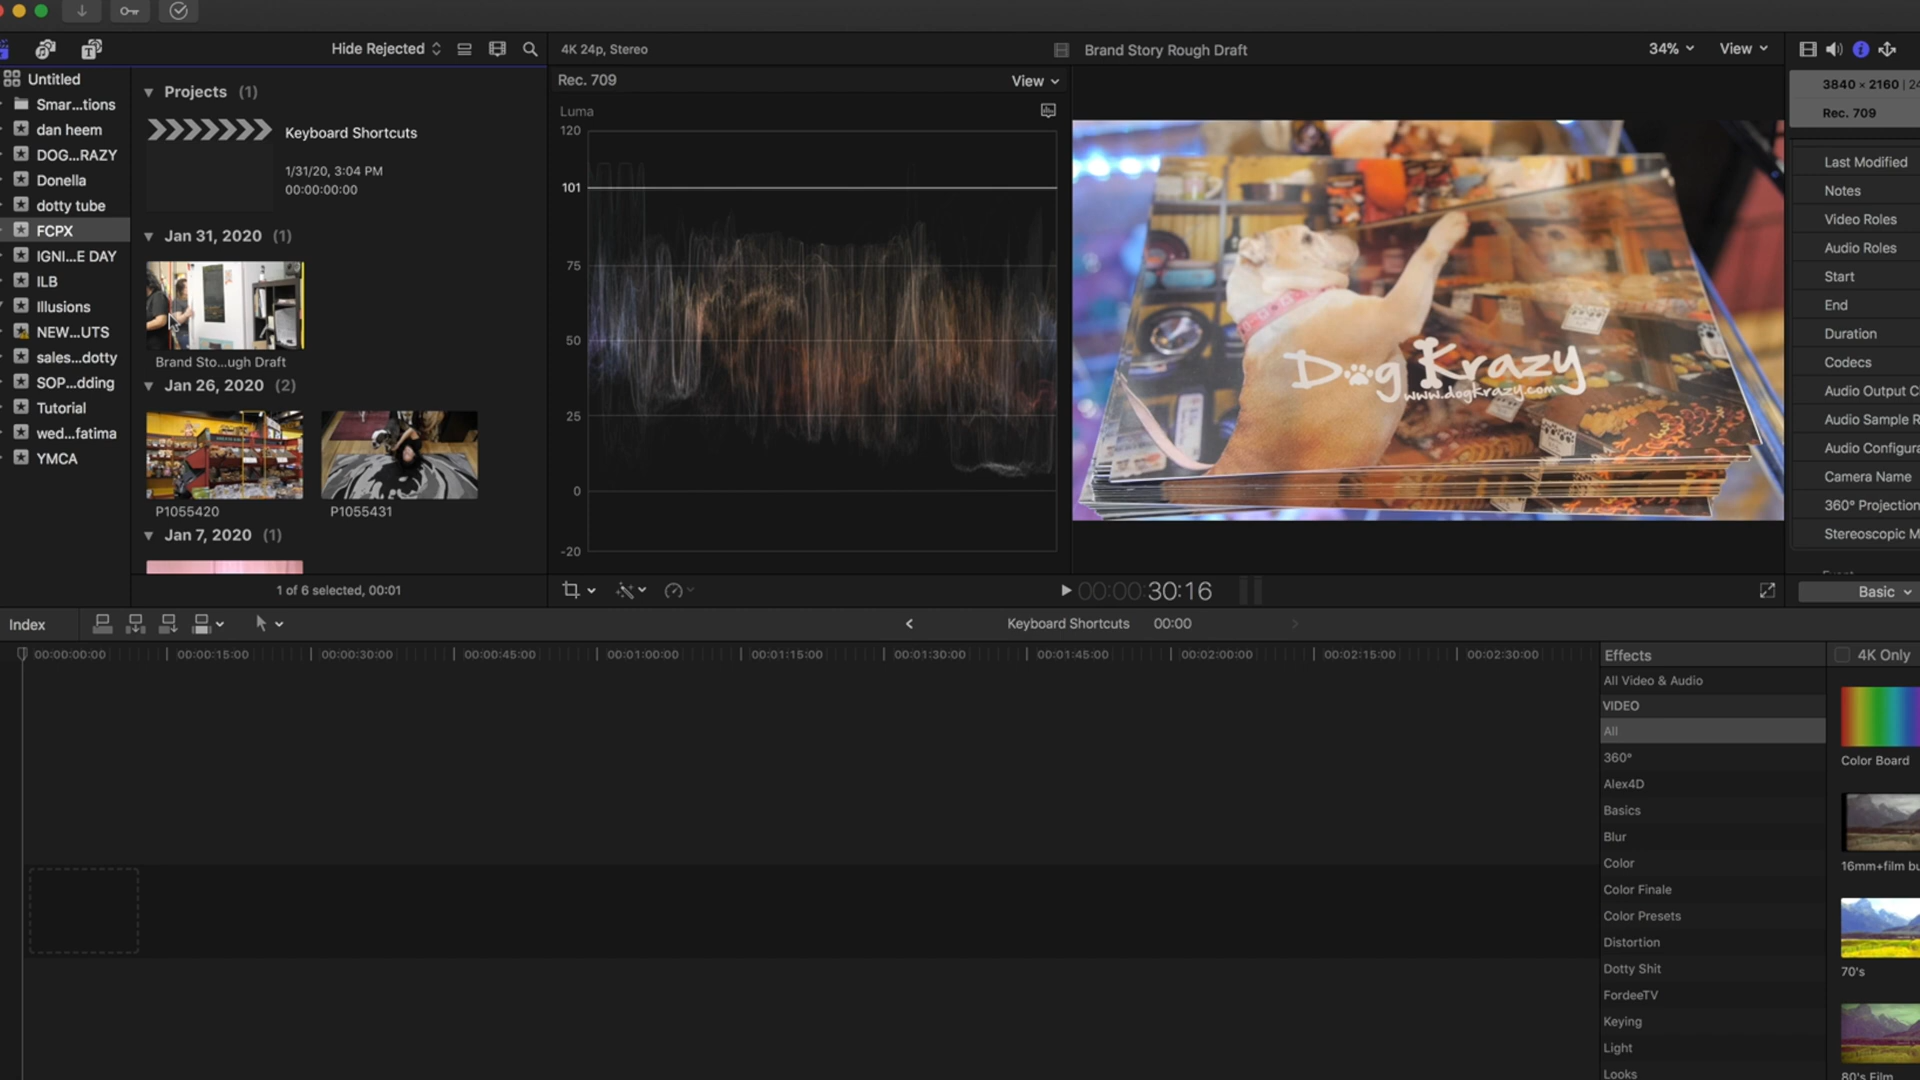 Hide Rejected
4K 24p, Stereo
Brand Story Rough Draft
34%
View
Untitled
Smar...tions
dan heem
DOG...RAZY
Donella
dotty tube
FCPX
IGNI...E DAY
ILB
Illusions
NEW...UTS
sales...dotty
SOP...dding
Tutorial
wed...fatima
YMCA
Projects (1)
Keyboard Shortcuts
1/31/20, 3:04 PM
00:00:00:00
Jan 31, 2020 (1)
Brand Sto...ugh Draft
Jan 26, 2020 (2)
P1055420
P1055431
Jan 7, 2020 (1)
1 of 6 selected, 00:01
Rec. 709
View
Luma
120
101
75
50
25
0
-20
Dog Krazy
www.dogkrazy.com
00:00:30:16
3840 × 2160 | 24
Rec. 709
Last Modified
Notes
Video Roles
Audio Roles
Start
End
Duration
Codecs
Audio Output C
Audio Sample R
Audio Configura
Camera Name
360° Projection
Stereoscopic M
Basic
Index
Keyboard Shortcuts 00:00
00:00:00:00
00:00:15:00
00:00:30:00
00:00:45:00
00:01:00:00
00:01:15:00
00:01:30:00
00:01:45:00
00:02:00:00
00:02:15:00
00:02:30:00
Effects
4K Only
All Video & Audio
VIDEO
All
360°
Alex4D
Basics
Blur
Color
Color Finale
Color Presets
Distortion
Dotty Shit
FordeeTV
Keying
Light
Looks
Color Board
16mm+film bu
70's
80's Film